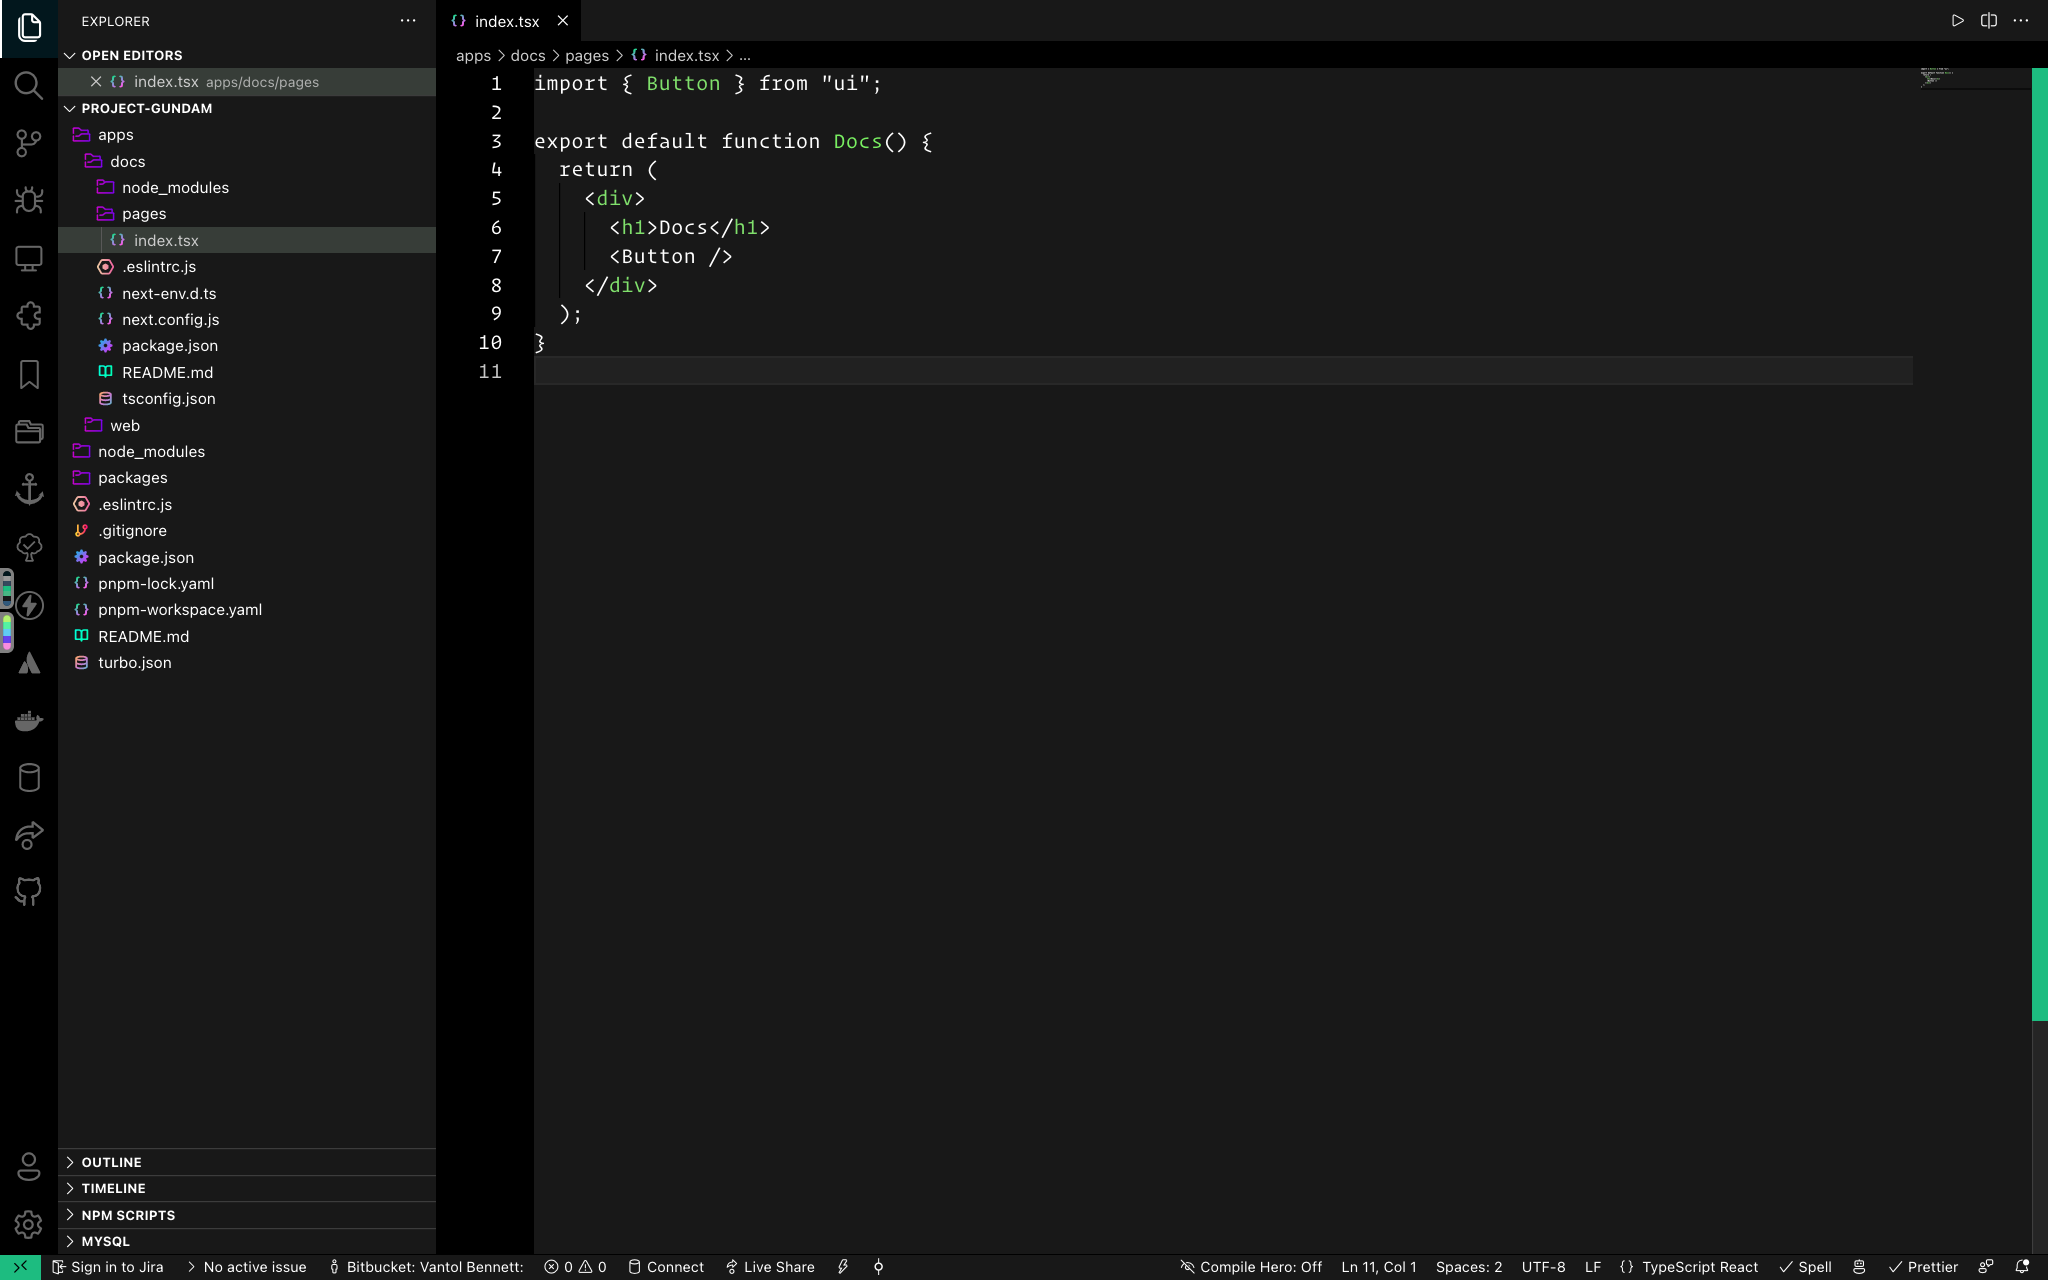 EXPLORER
OPEN EDITORS
index.tsx apps/docs/pages
PROJECT-GUNDAM
apps
docs
node_modules
pages
index.tsx
.eslintrc.js
next-env.d.ts
next.config.js
package.json
README.md
tsconfig.json
web
node_modules
packages
.eslintrc.js
.gitignore
package.json
pnpm-lock.yaml
pnpm-workspace.yaml
README.md
turbo.json
OUTLINE
TIMELINE
NPM SCRIPTS
MYSQL
index.tsx
apps > docs > pages > index.tsx > ...
1 import { Button } from "ui";
2
3 export default function Docs() {
4 return (
5 <div>
6 <h1>Docs</h1>
7 <Button />
8 </div>
9 );
10 }
11
Sign in to Jira No active issue Bitbucket: Vantol Bennett: 0 0 Connect Live Share Compile Hero: Off Ln 11, Col 1 Spaces: 2 UTF-8 LF {} TypeScript React Spell Prettier